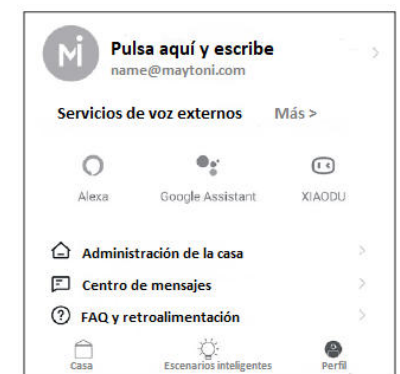 Mi
Pulsa aquí y escribe
name@maytoni.com
Servicios de voz externos Más >
Alexa Google Assistant XIAODU
Administración de la casa
Centro de mensajes
FAQ y retroalimentación
Casa Escenarios inteligentes Perfil